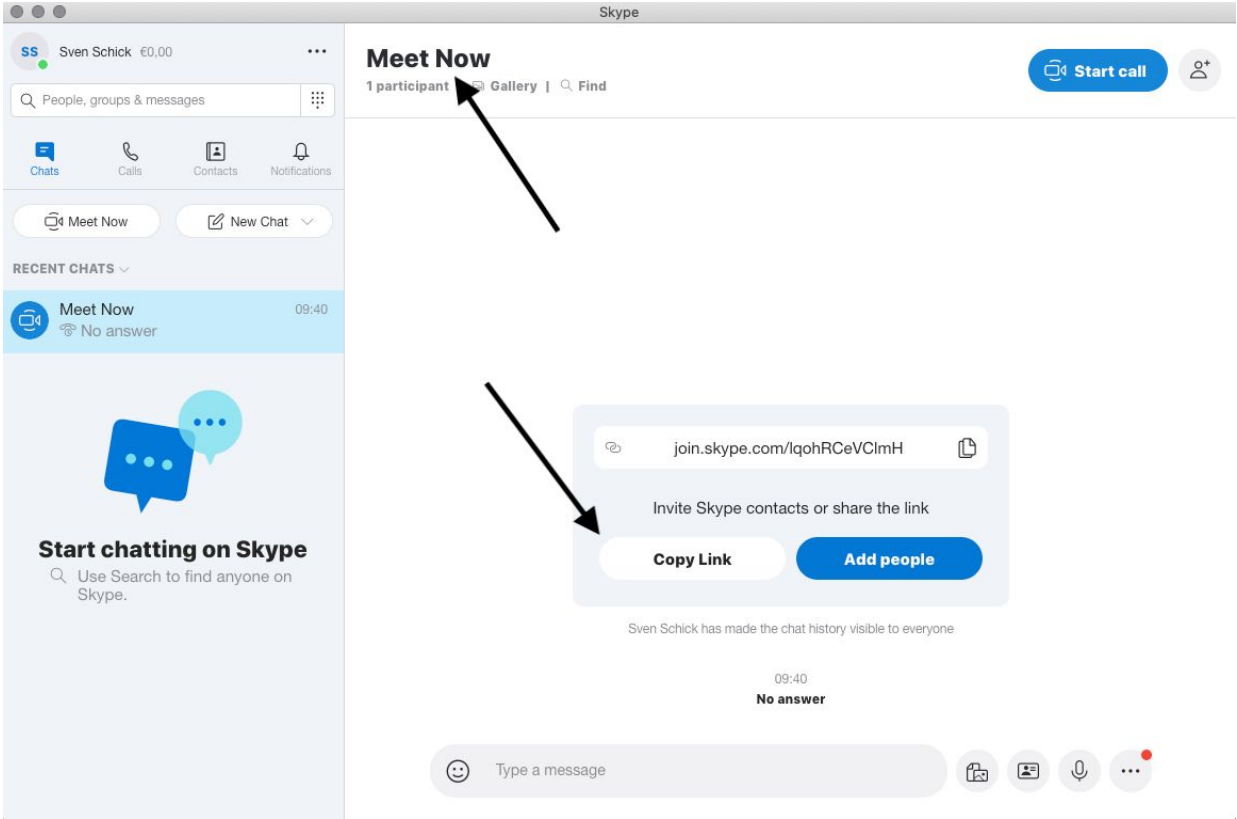 Skype
SS Sven Schick €0,00
People, groups & messages
Chats Calls Contacts Notifications
Meet Now New Chat
RECENT CHATS
Meet Now 09:40
No answer
Start chatting on Skype
Use Search to find anyone on
Skype.
Meet Now
1 participant Gallery | Find
Start call
join.skype.com/lqohRCeVClmH
Invite Skype contacts or share the link
Copy Link Add people
Sven Schick has made the chat history visible to everyone
09:40
No answer
Type a message